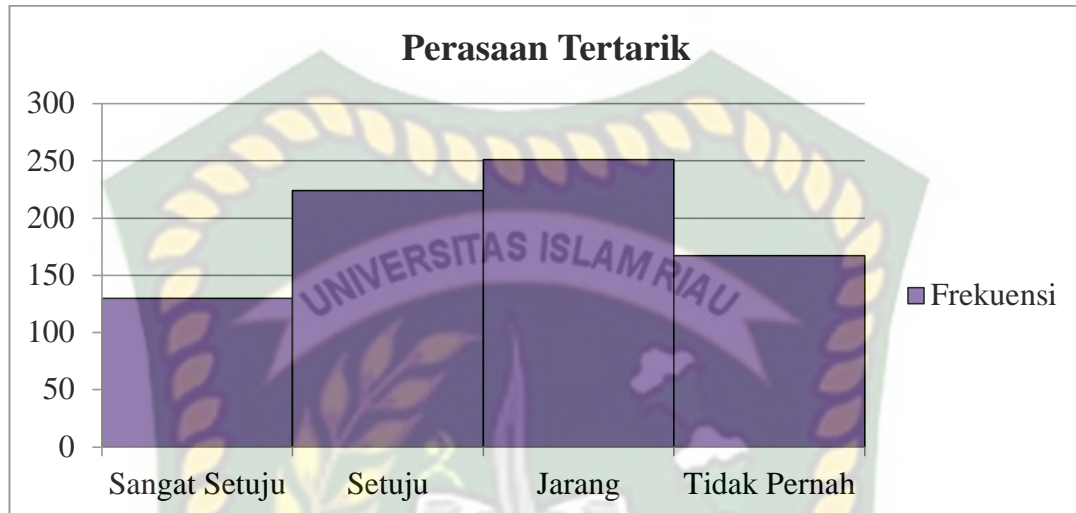 Perasaan Tertarik
300
250
200
150
100
50
0
UNIVERSITAS ISLAM RIAU
Frekuensi
Sangat Setuju Setuju Jarang Tidak Pernah